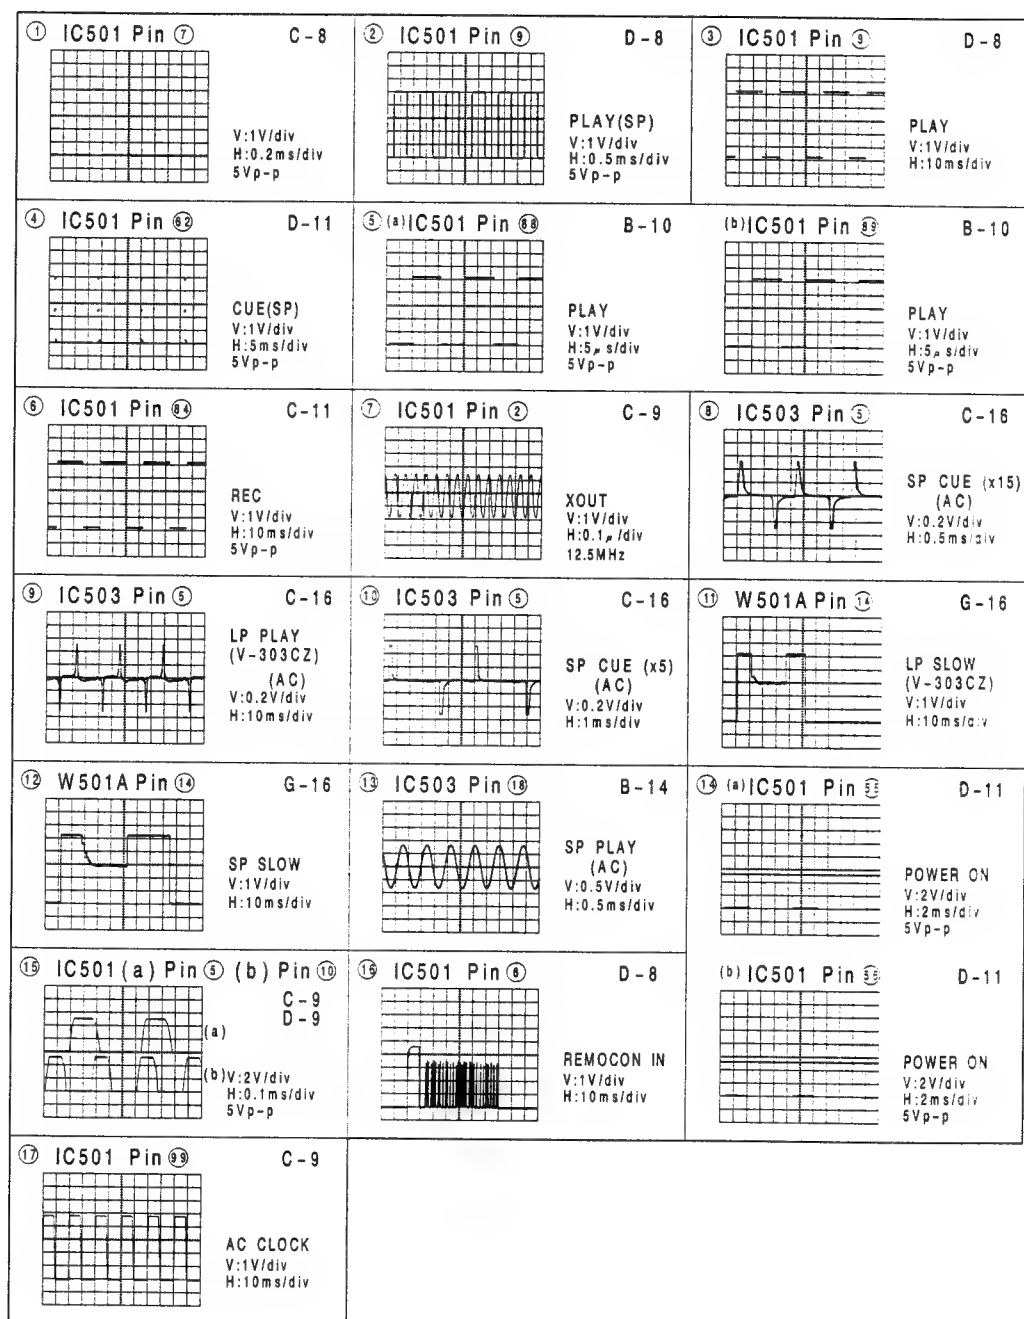 ① IC501 Pin ⑦ C-8
V:1V/div
H:0.2ms/div
5Vp-p
② IC501 Pin ⑨ D-8
PLAY(SP)
V:1V/div
H:0.5ms/div
5Vp-p
③ IC501 Pin D-8
PLAY
V:1V/div
H:10ms/div
④ IC501 Pin 62 D-11
CUE(SP)
V:1V/div
H:5ms/div
5Vp-p
⑤ (a) IC501 Pin 88 B-10
PLAY
V:1V/div
H:5μs/div
5Vp-p
(b) IC501 Pin 89 B-10
PLAY
V:1V/div
H:5μs/div
5Vp-p
⑥ IC501 Pin 84 C-11
REC
V:1V/div
H:10ms/div
5Vp-p
⑦ IC501 Pin ② C-9
XOUT
V:1V/div
H:0.1μ/div
12.5MHz
⑧ IC503 Pin ⑤ C-16
SP CUE (x15)
(AC)
V:0.2V/div
H:0.5ms/div
⑨ IC503 Pin ⑤ C-16
LP PLAY
(V-303CZ)
(AC)
V:0.2V/div
H:10ms/div
⑩ IC503 Pin ⑤ C-16
SP CUE (x5)
(AC)
V:0.2V/div
H:1ms/div
⑪ W501A Pin ⑭ G-16
LP SLOW
(V-303CZ)
V:1V/div
H:10ms/div
⑫ W501A Pin ⑭ G-16
SP SLOW
V:1V/div
H:10ms/div
⑬ IC503 Pin ⑱ B-14
SP PLAY
(AC)
V:0.5V/div
H:0.5ms/div
⑭ (a) IC501 Pin D-11
POWER ON
V:2V/div
H:2ms/div
5Vp-p
(b) IC501 Pin D-11
POWER ON
V:2V/div
H:2ms/div
5Vp-p
⑮ IC501 (a) Pin ⑤ (b) Pin ⑩
C-9
D-9
(a)
(b) V:2V/div
H:0.1ms/div
5Vp-p
⑯ IC501 Pin ⑥ D-8
REMOCON IN
V:1V/div
H:10ms/div
⑰ IC501 Pin 99 C-9
AC CLOCK
V:1V/div
H:10ms/div